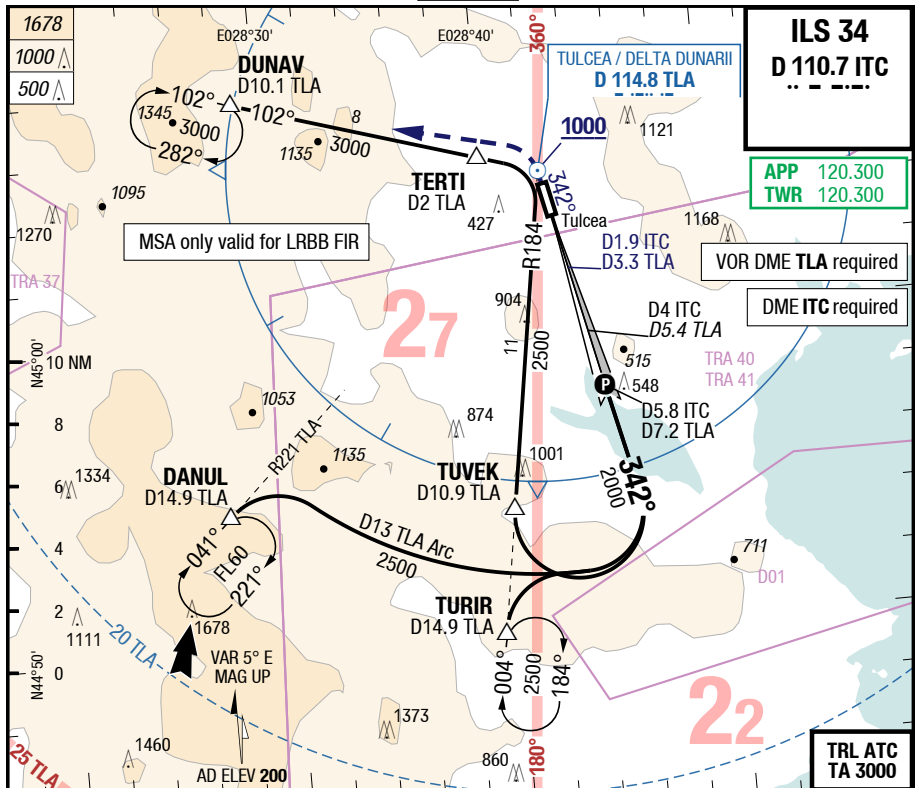 1678
1000
500
E028°30'
E028°40'
360°
ILS 34
D 110.7 ITC
TULCEA / DELTA DUNARII
D 114.8 TLA
DUNAV
D10.1 TLA
102°
102°
1345
3000
282°
8
1135
3000
1000
1121
APP 120.300
TWR 120.300
TERTI
D2 TLA
342°
Tulcea
427
1095
1270
1168
MSA only valid for LRBB FIR
R184
D1.9 ITC
D3.3 TLA
VOR DME TLA required
TRA 37
DME ITC required
904
27
D4 ITC
D5.4 TLA
11
2500
515
TRA 40
TRA 41
N45°00'
10 NM
P
548
D5.8 ITC
D7.2 TLA
1053
R221 TLA
874
8
1135
1334
6
DANUL
D14.9 TLA
TUVEK
D10.9 TLA
1001
342°
2000
D13 TLA Arc
2500
041°
FL60
221°
4
711
D01
TURIR
D14.9 TLA
2
1111
1678
20 TLA
VAR 5° E
MAG UP
004°
2500
184°
N44°50'
0
22
1373
1460
AD ELEV 200
860
180°
25 TLA
TRL ATC
TA 3000